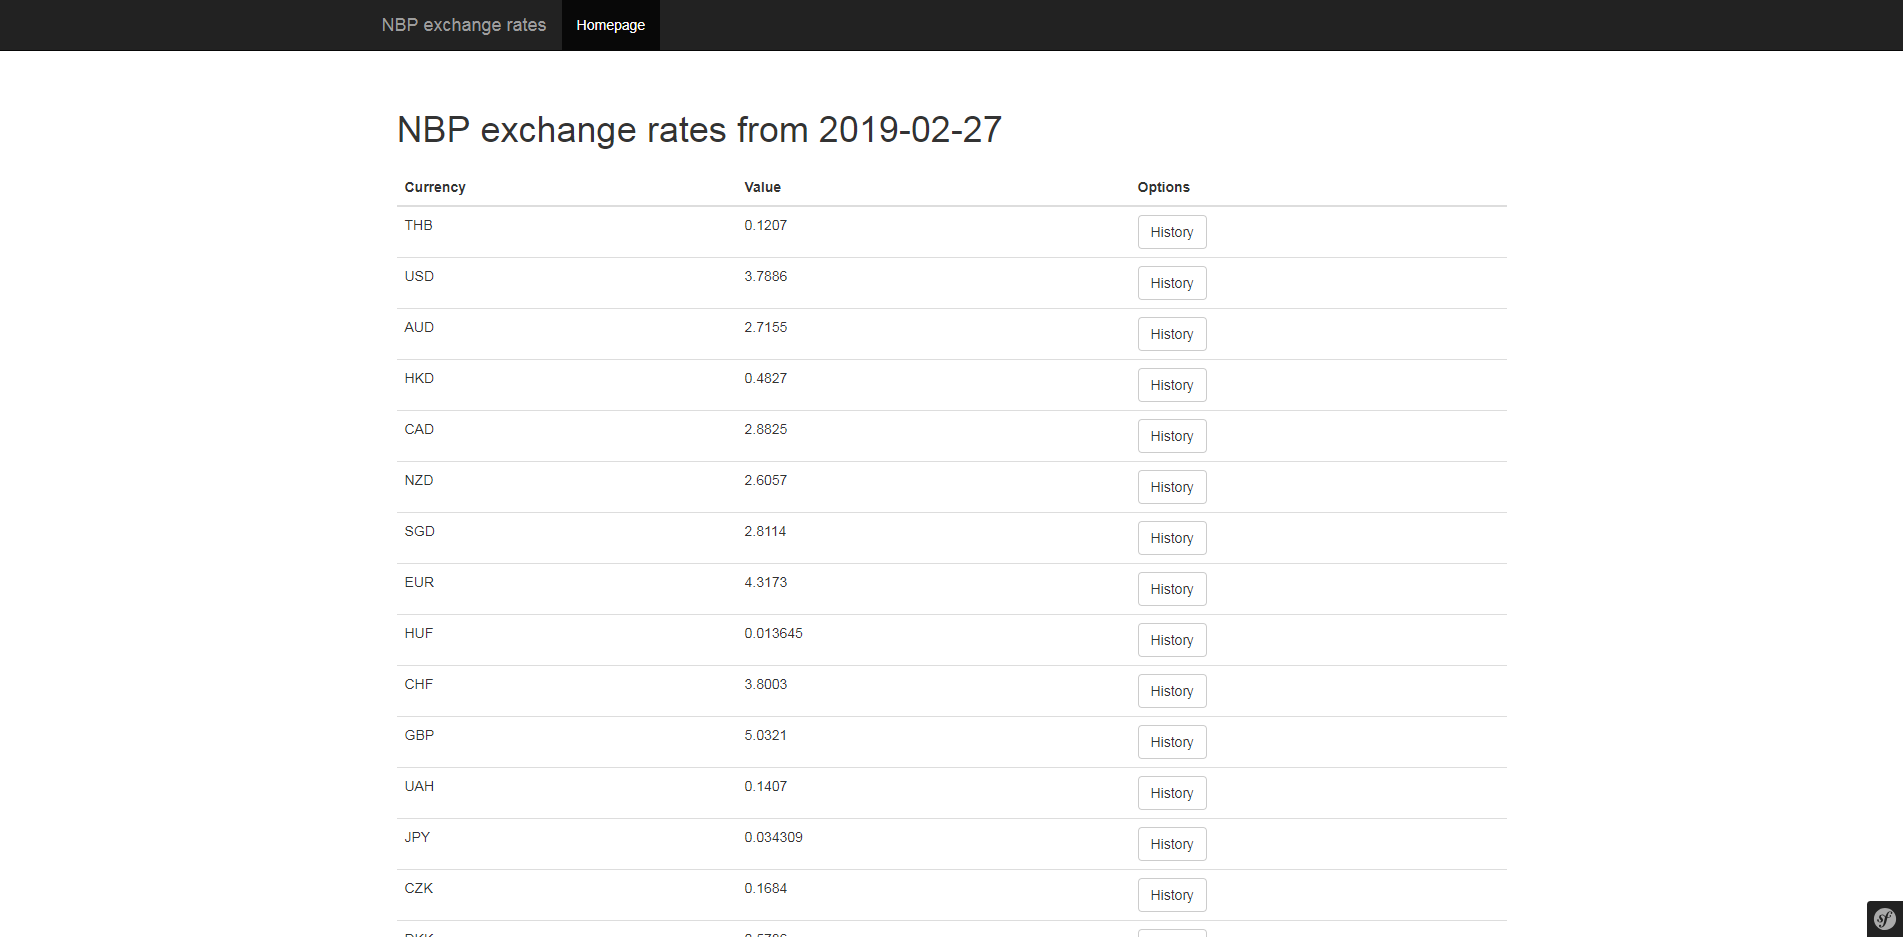 NBP exchange rates Homepage
NBP exchange rates from 2019-02-27
Currency Value Options
THB 0.1207 History
USD 3.7886 History
AUD 2.7155 History
HKD 0.4827 History
CAD 2.8825 History
NZD 2.6057 History
SGD 2.8114 History
EUR 4.3173 History
HUF 0.013645 History
CHF 3.8003 History
GBP 5.0321 History
UAH 0.1407 History
JPY 0.034309 History
CZK 0.1684 History
sf